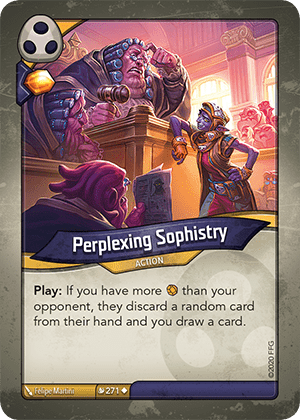 Perplexing Sophistry
ACTION
Play: If you have more than your
opponent, they discard a random card
from their hand and you draw a card.
Felipe Martini
271
©2020 FFG